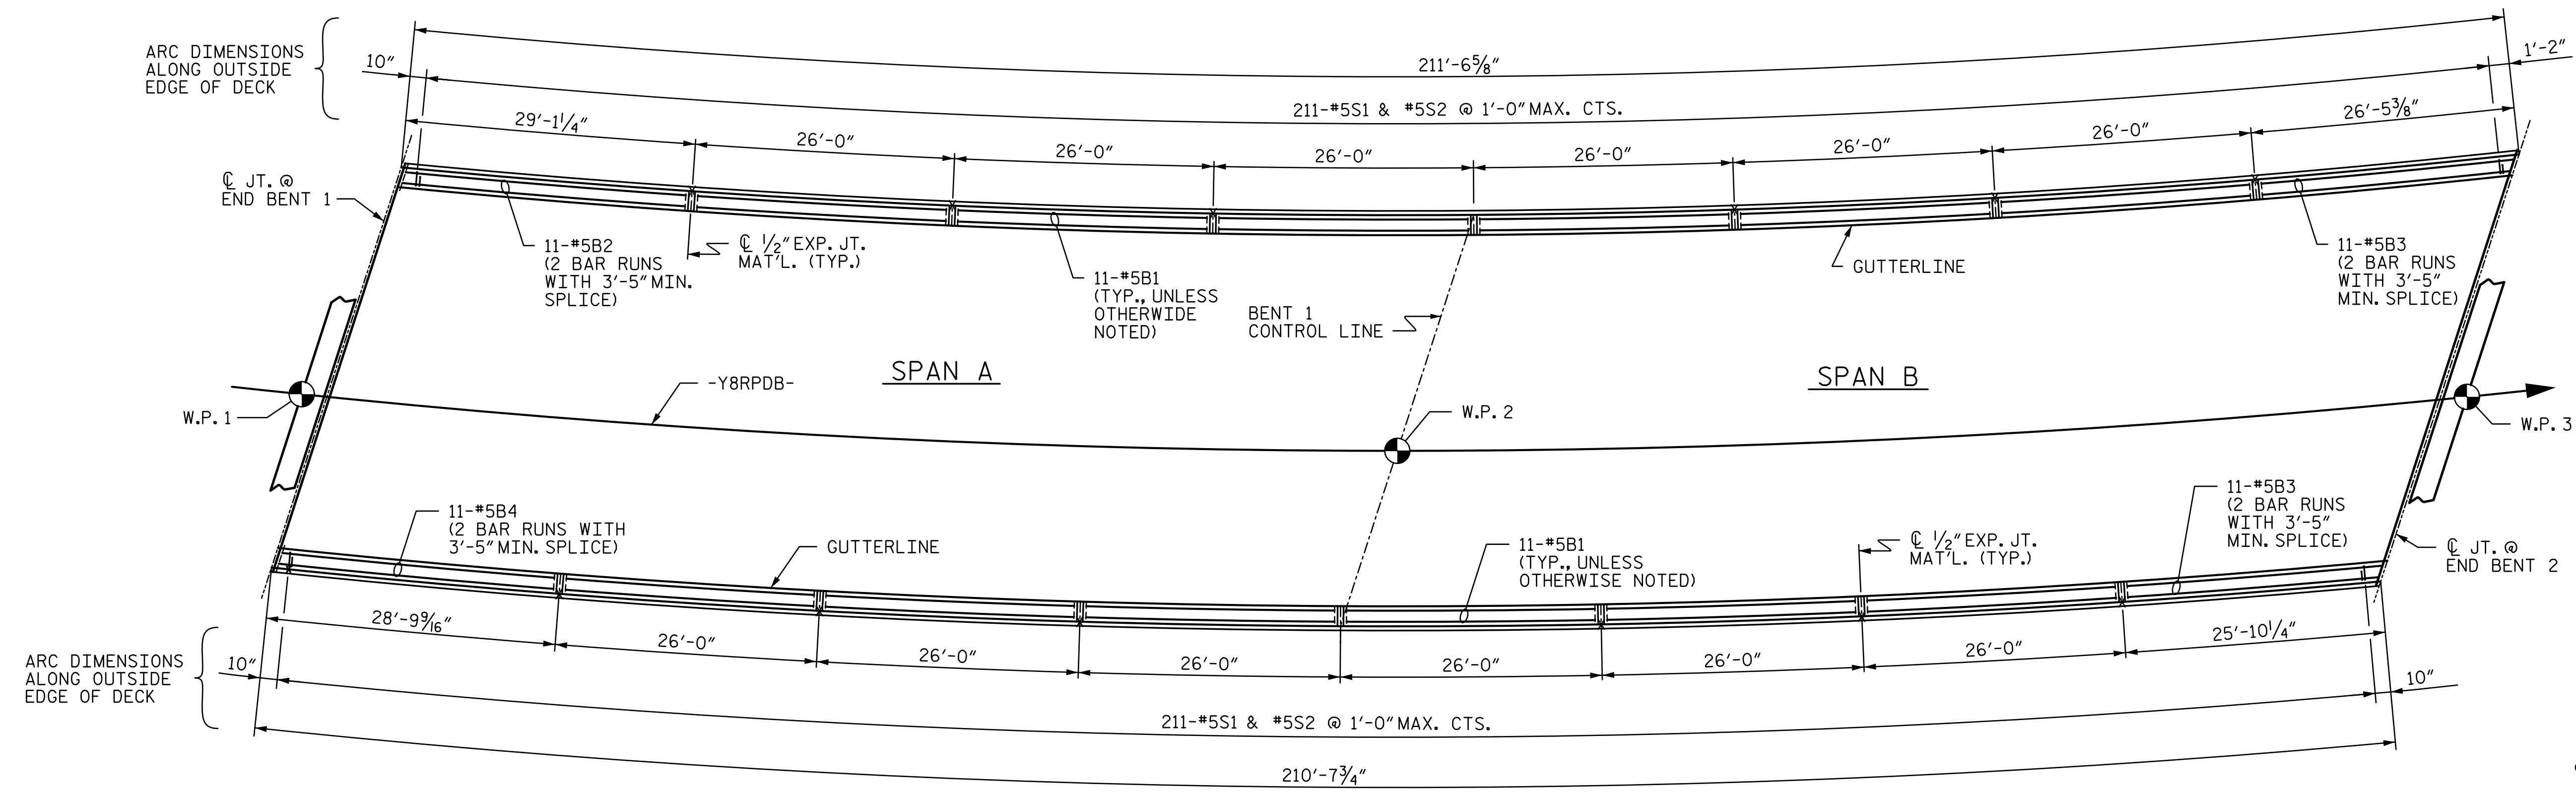 ARC DIMENSIONS
ALONG OUTSIDE
EDGE OF DECK
10"
211'-6⅝"
1'-2"
211-#5S1 & #5S2 @ 1'-0" MAX. CTS.
29'-1¼"
26'-0"
26'-0"
26'-0"
26'-0"
26'-0"
26'-0"
26'-5⅜"
℄ JT. @
END BENT 1
11-#5B2
(2 BAR RUNS
WITH 3'-5" MIN.
SPLICE)
℄ ½" EXP. JT.
MAT'L. (TYP.)
11-#5B1
(TYP., UNLESS
OTHERWIDE
NOTED)
BENT 1
CONTROL LINE
GUTTERLINE
11-#5B3
(2 BAR RUNS
WITH 3'-5"
MIN. SPLICE)
SPAN A
SPAN B
-Y8RPDB-
W.P. 1
W.P. 2
W.P. 3
11-#5B4
(2 BAR RUNS WITH
3'-5" MIN. SPLICE)
GUTTERLINE
11-#5B1
(TYP., UNLESS
OTHERWISE NOTED)
℄ ½" EXP. JT.
MAT'L. (TYP.)
11-#5B3
(2 BAR RUNS
WITH 3'-5"
MIN. SPLICE)
℄ JT. @
END BENT 2
28'-9⁹⁄₁₆"
26'-0"
26'-0"
26'-0"
26'-0"
26'-0"
26'-0"
25'-10¼"
ARC DIMENSIONS
ALONG OUTSIDE
EDGE OF DECK
10"
10"
211-#5S1 & #5S2 @ 1'-0" MAX. CTS.
210'-7¾"